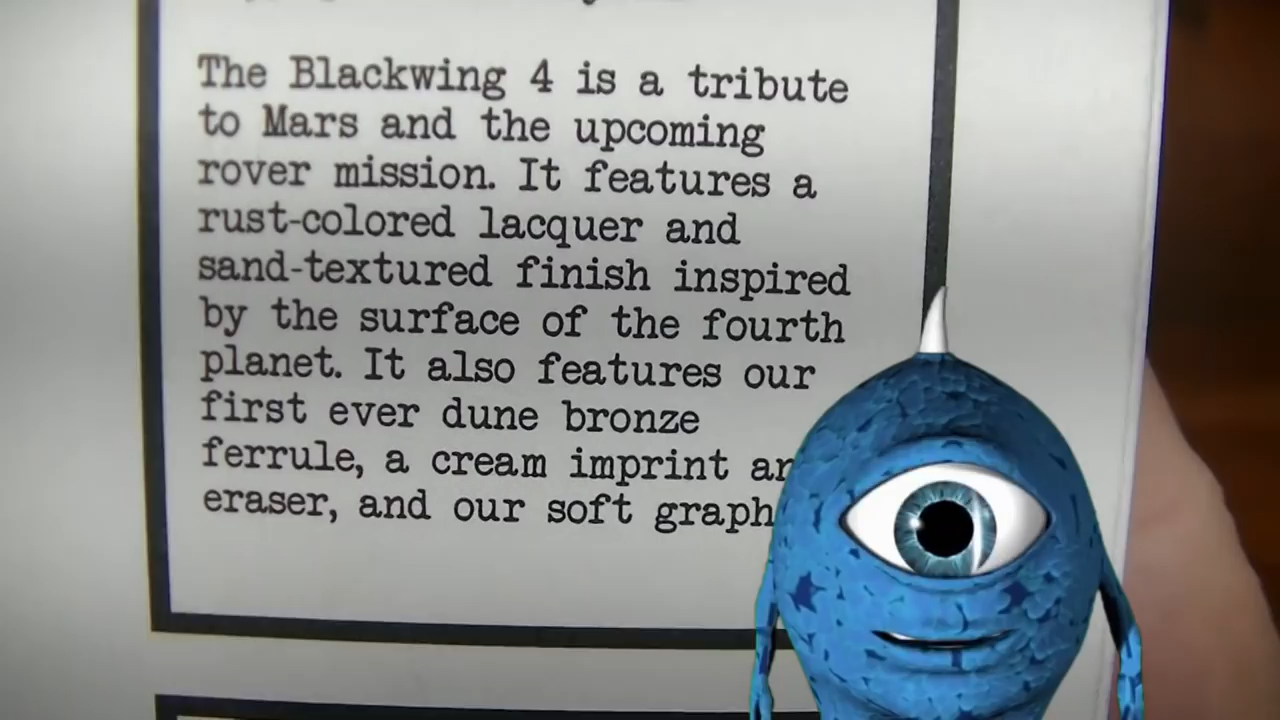 The Blackwing 4 is a tribute
to Mars and the upcoming
rover mission. It features a
rust-colored lacquer and
sand-textured finish inspired
by the surface of the fourth
planet. It also features our
first ever dune bronze
ferrule, a cream imprint
eraser, and our soft